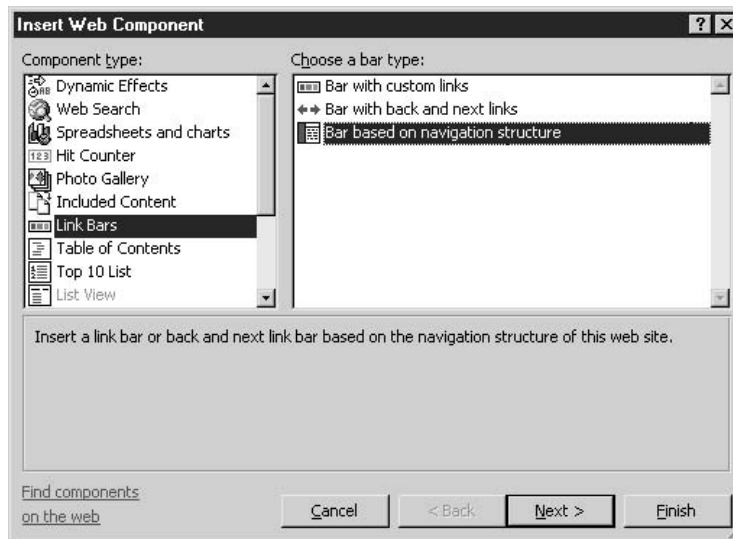 Insert Web Component
Component type:
Dynamic Effects
Web Search
Spreadsheets and charts
123 Hit Counter
Photo Gallery
Included Content
Link Bars
Table of Contents
Top 10 List
List View
Choose a bar type:
Bar with custom links
Bar with back and next links
Bar based on navigation structure
Insert a link bar or back and next link bar based on the navigation structure of this web site.
Find components
on the web
Cancel
< Back
Next >
Finish